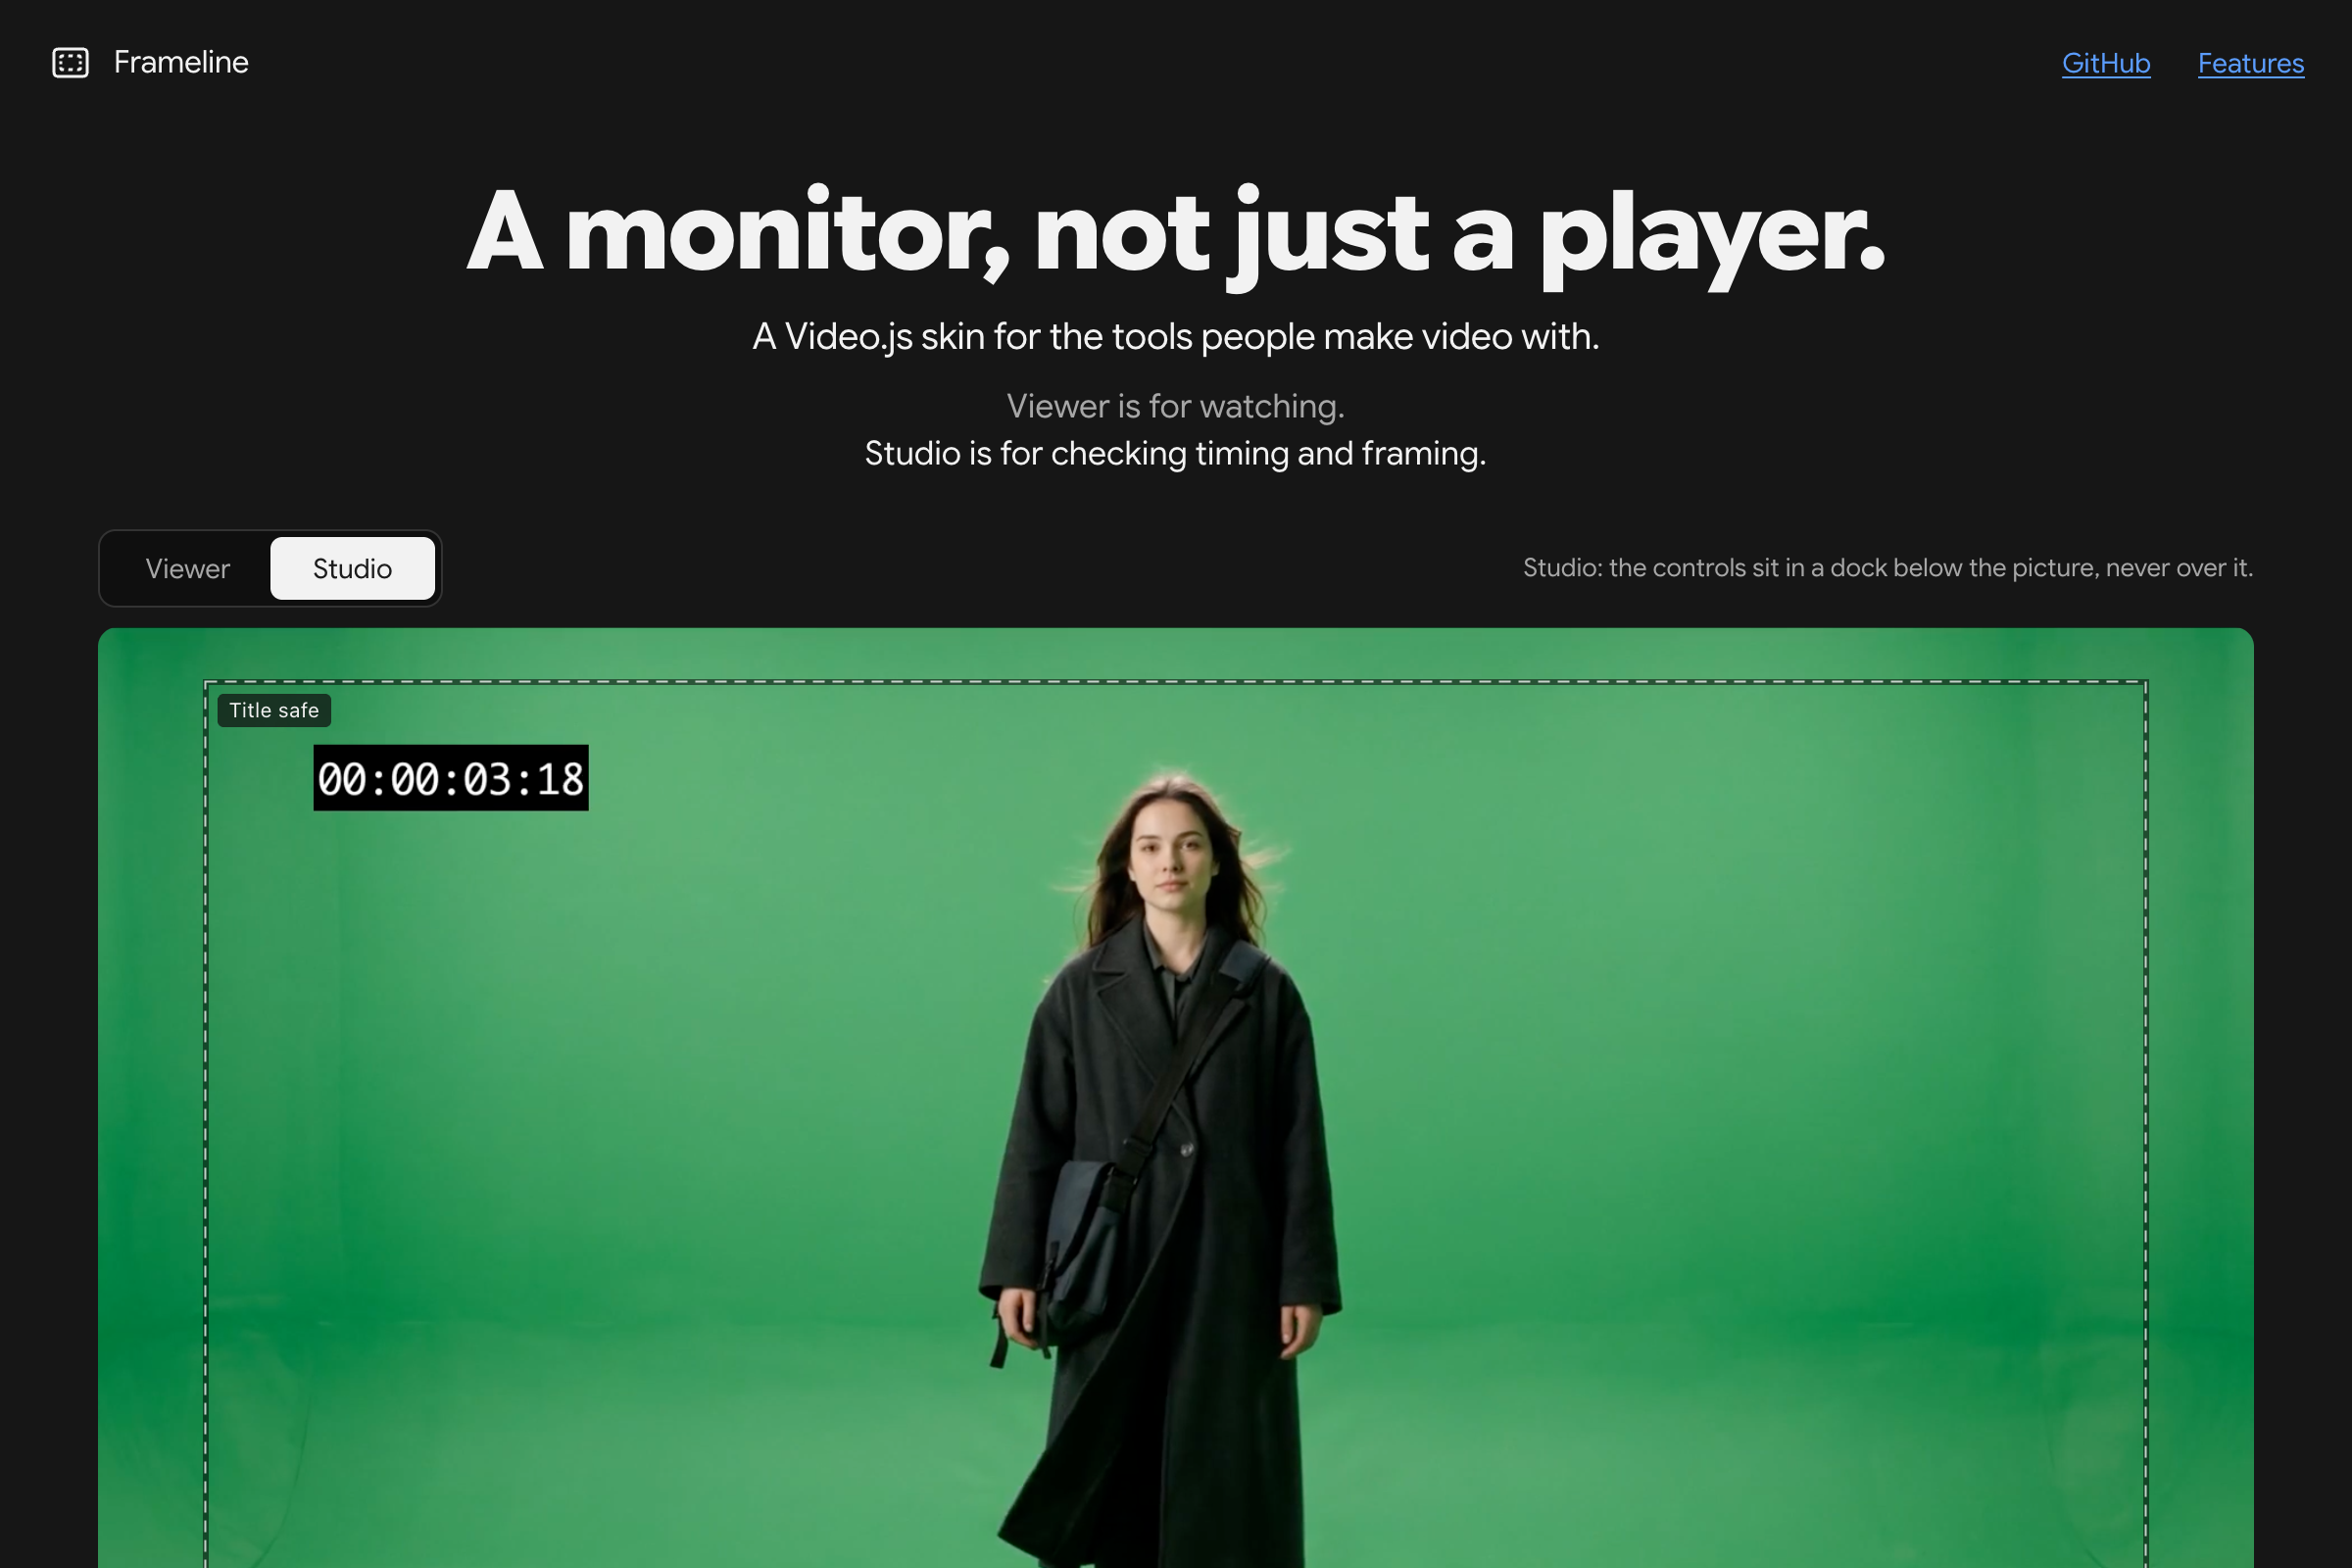 Frameline
GitHub Features
A monitor, not just a player.
A Video.js skin for the tools people make video with.
Viewer is for watching.
Studio is for checking timing and framing.
Viewer Studio
Studio: the controls sit in a dock below the picture, never over it.
Title safe
00:00:03:18